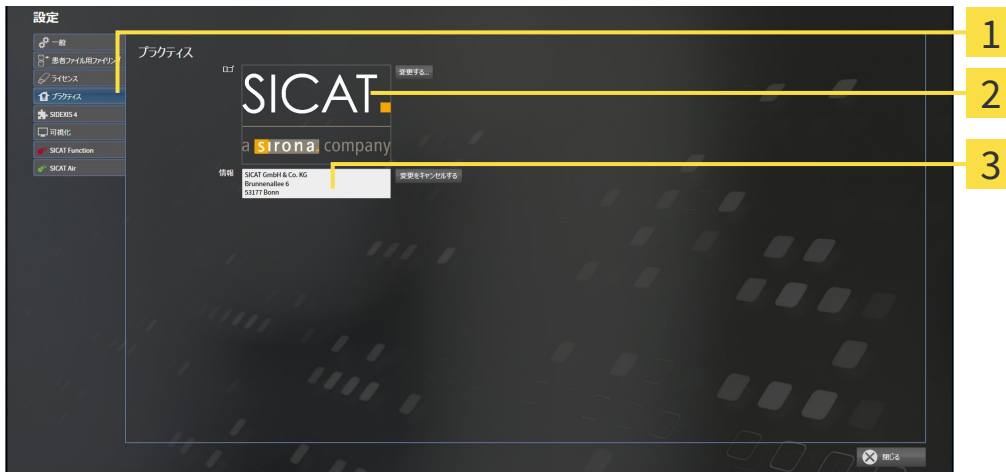 設定
一般
患者ファイル用ファイリング
ライセンス
プラクティス
SIDEXIS 4
可視化
SICAT Function
SICAT Air
プラクティス
ロゴ
SICAT.
a sirona. company
変更する...
情報
SICAT GmbH & Co. KG
Brunnenallee 6
53177 Bonn
変更をキャンセルする
閉じる
1
2
3